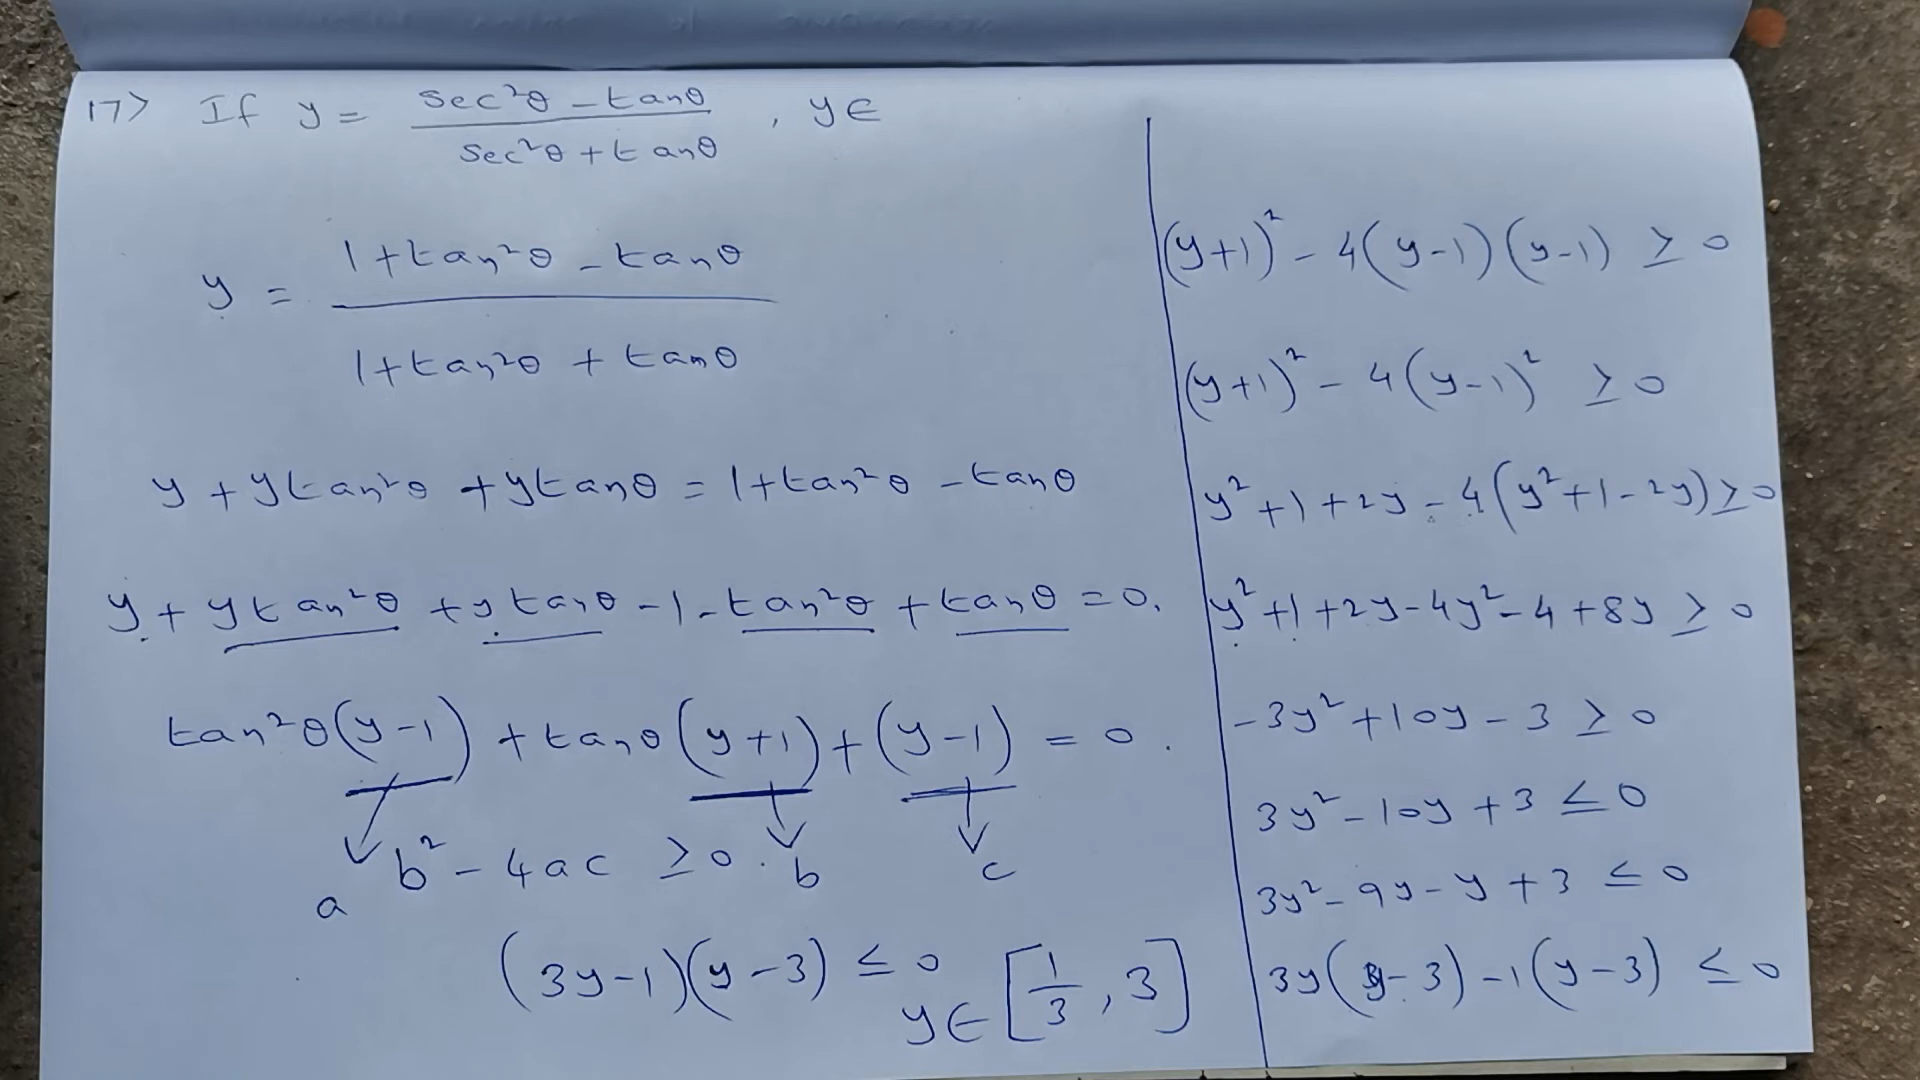 17> If y = sec²θ - tanθ / sec²θ + tanθ , y ∈
y = 1 + tan²θ - tanθ / 1 + tan²θ + tanθ
y + y tan²θ + y tanθ = 1 + tan²θ - tanθ
y + y tan²θ + y tanθ - 1 - tan²θ + tanθ = 0.
tan²θ (y - 1) + tanθ (y + 1) + (y - 1) = 0.
a b c
b² - 4ac ≥ 0.
(y+1)² - 4(y-1)(y-1) ≥ 0
(y+1)² - 4(y-1)² ≥ 0
y² + 1 + 2y - 4(y² + 1 - 2y) ≥ 0
y² + 1 + 2y - 4y² - 4 + 8y ≥ 0
-3y² + 10y - 3 ≥ 0
3y² - 10y + 3 ≤ 0
3y² - 9y - y + 3 ≤ 0
3y(y - 3) - 1(y - 3) ≤ 0
(3y - 1)(y - 3) ≤ 0
y ∈ [1/3, 3]